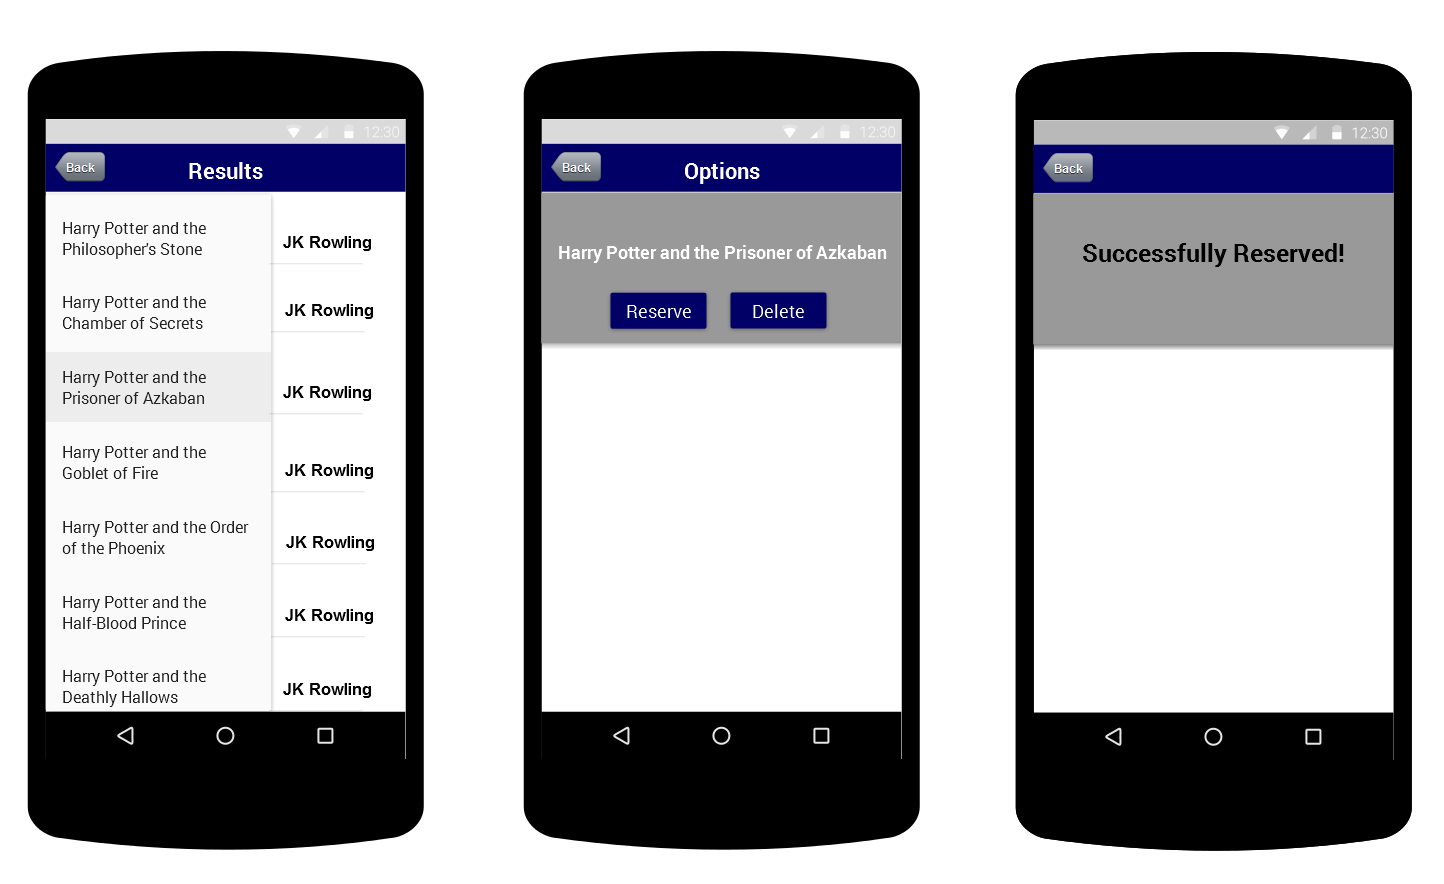 12:30
Back
Results
Harry Potter and the
Philosopher's Stone
JK Rowling
Harry Potter and the
Chamber of Secrets
JK Rowling
Harry Potter and the
Prisoner of Azkaban
JK Rowling
Harry Potter and the
Goblet of Fire
JK Rowling
Harry Potter and the Order
of the Phoenix
JK Rowling
Harry Potter and the
Half-Blood Prince
JK Rowling
Harry Potter and the
Deathly Hallows
JK Rowling
12:30
Back
Options
Harry Potter and the Prisoner of Azkaban
Reserve
Delete
12:30
Back
Successfully Reserved!